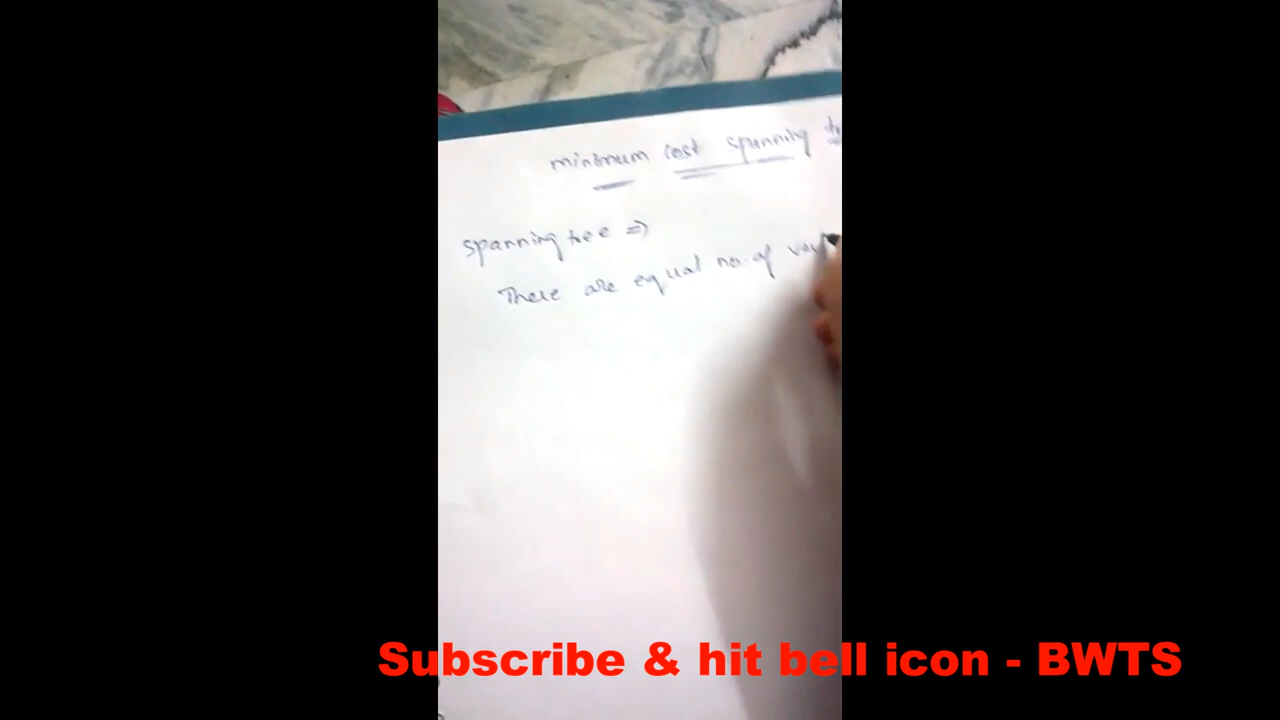 minimum cost spanning
spanning tree =>
There are equal no. of
Subscribe & hit bell icon - BWTS